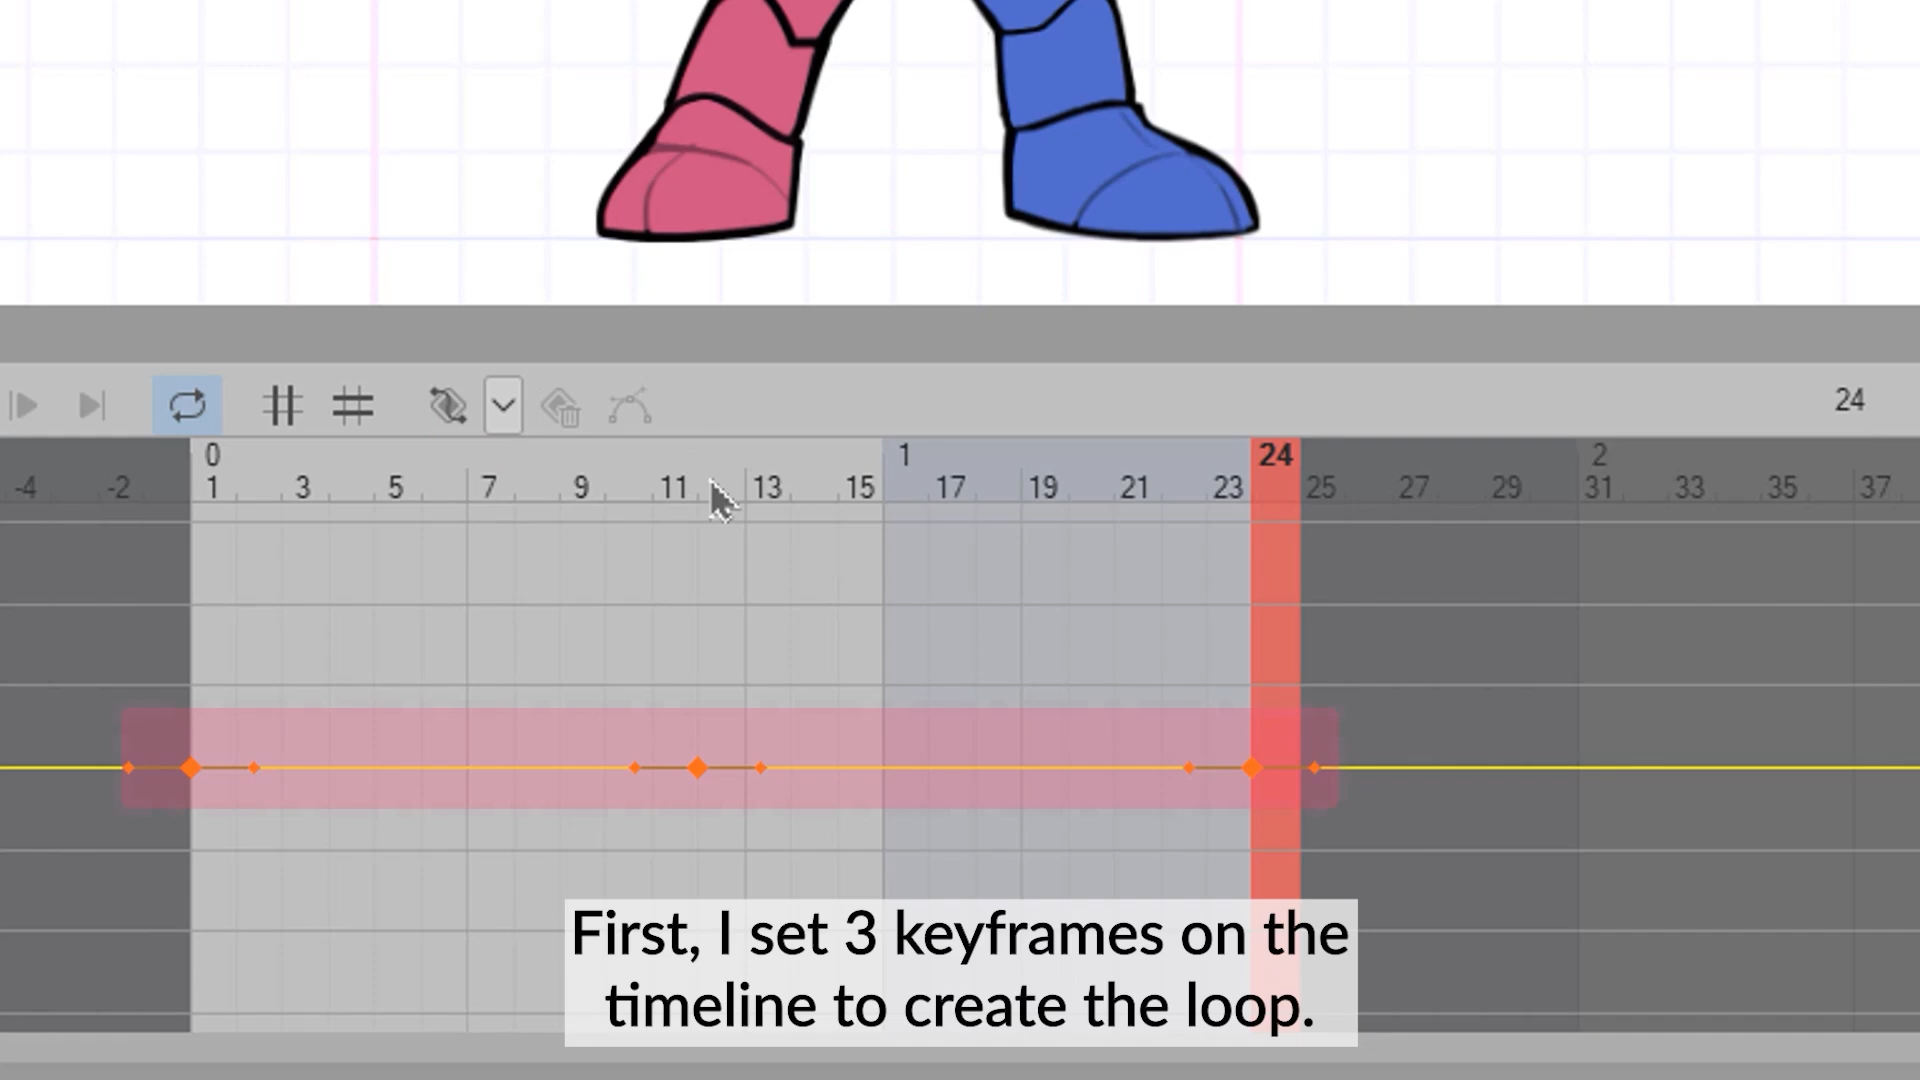 24
0 1 24 2
-4 -2 1 3 5 7 9 11 13 15 17 19 21 23 25 27 29 31 33 35 37
First, I set 3 keyframes on the
timeline to create the loop.